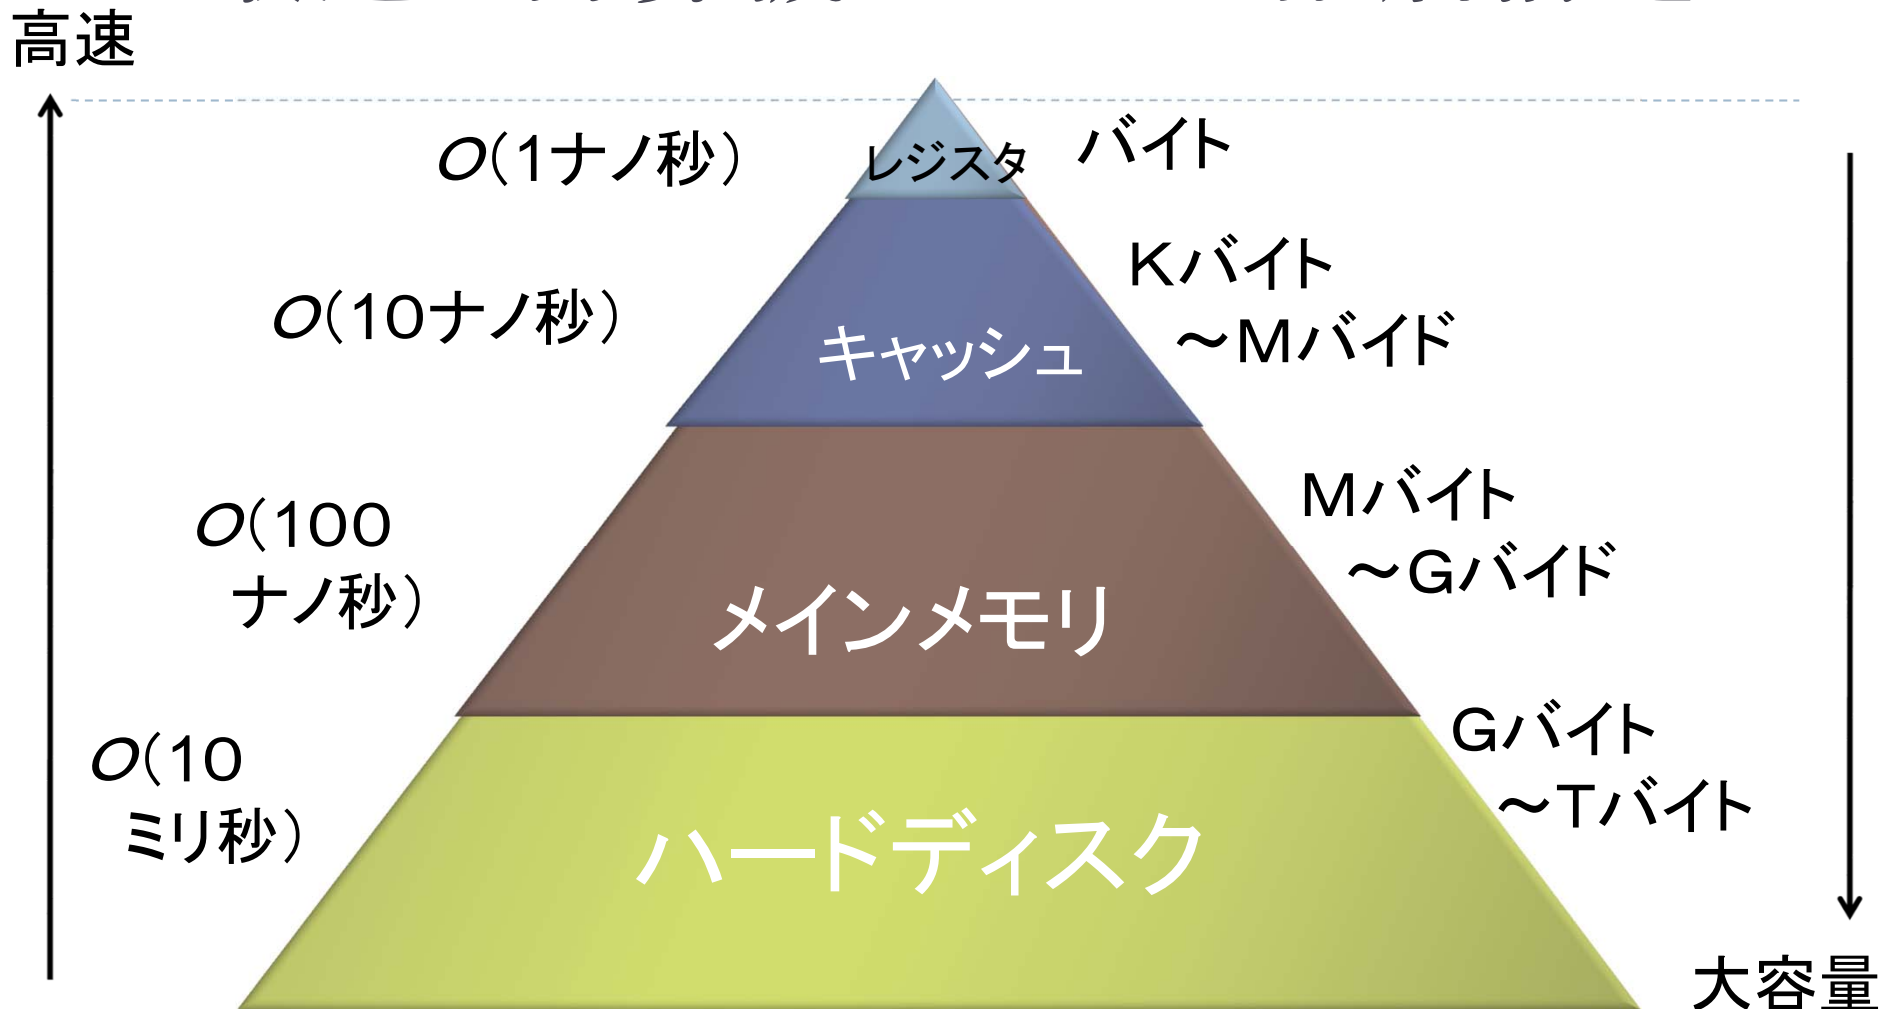 高速
O(1ナノ秒)
レジスタ
バイト
O(10ナノ秒)
キャッシュ
Kバイト
～Mバイド
O(100
ナノ秒)
メインメモリ
Mバイト
～Gバイド
O(10
ミリ秒)
ハードディスク
Gバイト
～Tバイト
大容量